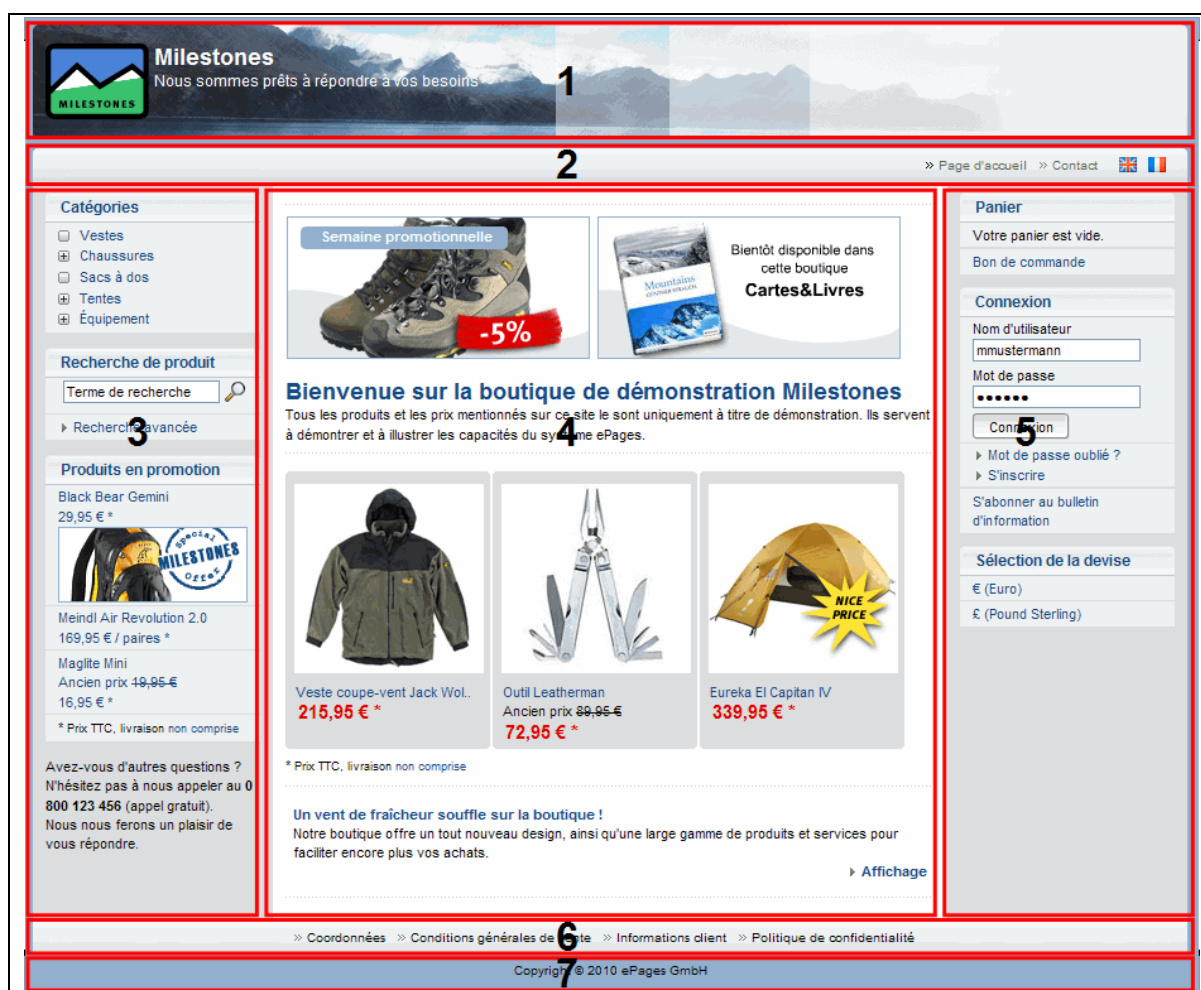 Milestones
Nous sommes prêts à répondre à vos besoins
MILESTONES
1
2
» Page d'accueil » Contact
Catégories
Vestes
Chaussures
Sacs à dos
Tentes
Équipement
Recherche de produit
Terme de recherche
Recherche avancée
3
Produits en promotion
Black Bear Gemini
29,95 € *
Special
MILESTONES
Offer
Meindl Air Revolution 2.0
169,95 € / paires *
Maglite Mini
Ancien prix 19,95 €
16,95 € *
* Prix TTC, livraison non comprise
Avez-vous d'autres questions ?
N'hésitez pas à nous appeler au 0
800 123 456 (appel gratuit).
Nous nous ferons un plaisir de
vous répondre.
Semaine promotionnelle
-5%
Mountains
Bientôt disponible dans
cette boutique
Cartes&Livres
Bienvenue sur la boutique de démonstration Milestones
Tous les produits et les prix mentionnés sur ce site le sont uniquement à titre de démonstration. Ils servent
à démontrer et à illustrer les capacités du système ePages.
4
NICE
PRICE
Veste coupe-vent Jack Wol..
215,95 € *
Outil Leatherman
Ancien prix 89,95 €
72,95 € *
Eureka El Capitan IV
339,95 € *
* Prix TTC, livraison non comprise
Un vent de fraîcheur souffle sur la boutique !
Notre boutique offre un tout nouveau design, ainsi qu'une large gamme de produits et services pour
faciliter encore plus vos achats.
Affichage
Panier
Votre panier est vide.
Bon de commande
Connexion
Nom d'utilisateur
mmustermann
Mot de passe
Connexion
5
Mot de passe oublié ?
S'inscrire
S'abonner au bulletin
d'information
Sélection de la devise
€ (Euro)
£ (Pound Sterling)
» Coordonnées » Conditions générales de vente » Informations client » Politique de confidentialité
6
Copyright © 2010 ePages GmbH
7